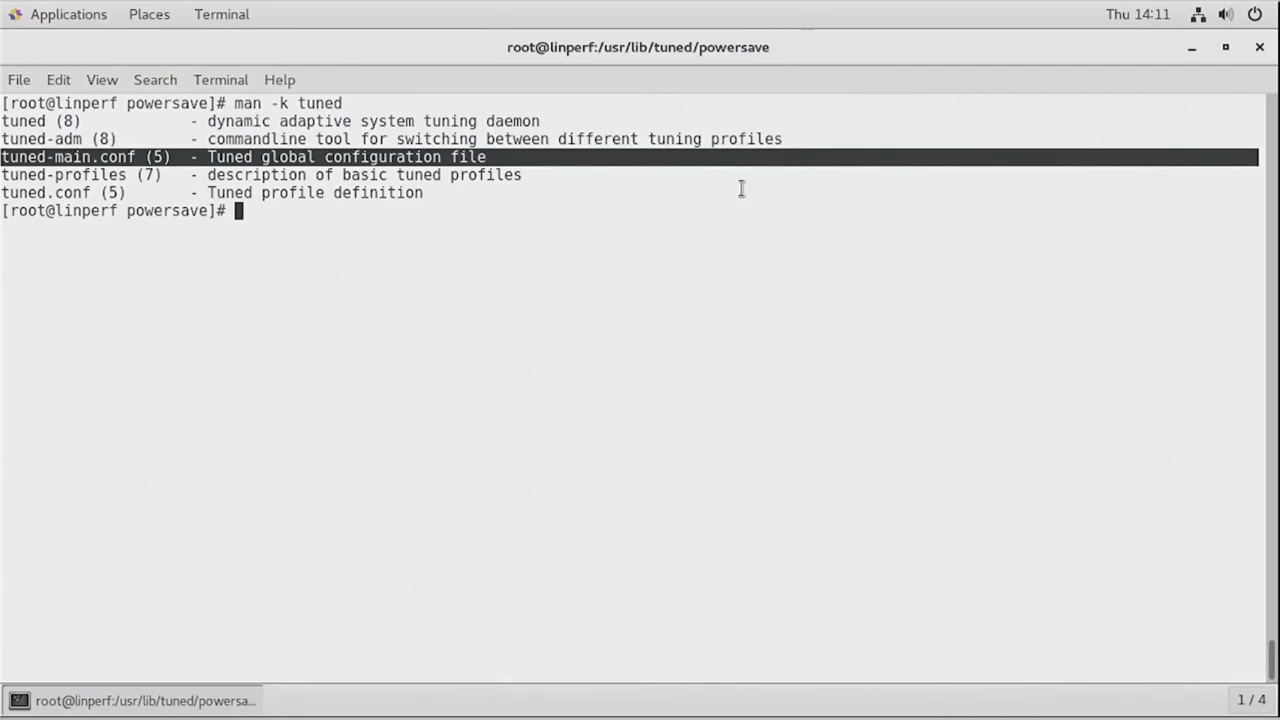 Applications Places Terminal Thu 14:11
root@linperf:/usr/lib/tuned/powersave
File Edit View Search Terminal Help
[root@linperf powersave]# man -k tuned
tuned (8) - dynamic adaptive system tuning daemon
tuned-adm (8) - commandline tool for switching between different tuning profiles
tuned-main.conf (5) - Tuned global configuration file
tuned-profiles (7) - description of basic tuned profiles
tuned.conf (5) - Tuned profile definition
[root@linperf powersave]#
root@linperf:/usr/lib/tuned/powersa... 1 / 4